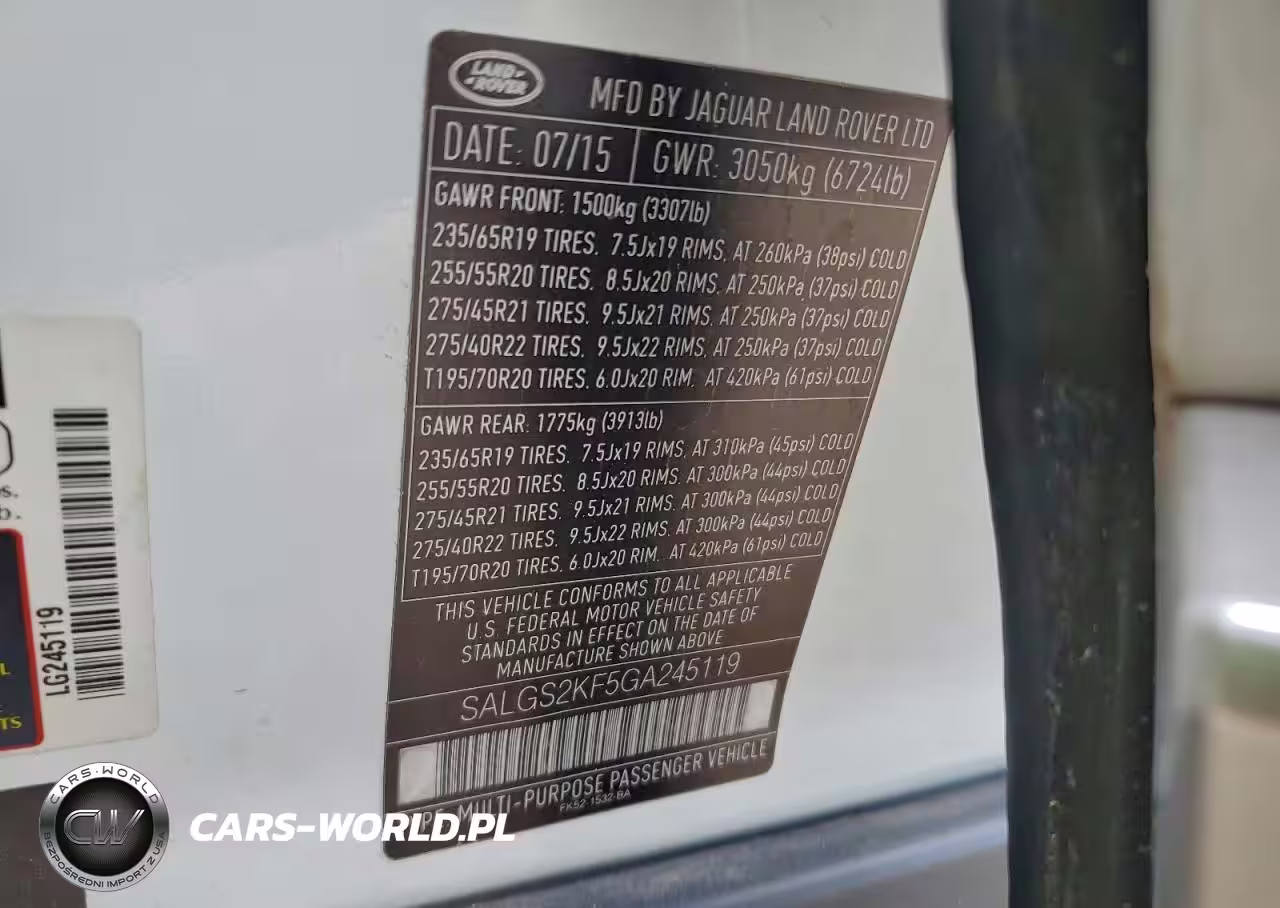 LAND
ROVER
MFD BY JAGUAR LAND ROVER LTD
DATE: 07/15 GWR: 3050kg (6724lb)
GAWR FRONT: 1500kg (3307lb)
235/65R19 TIRES. 7.5Jx19 RIMS. AT 260kPa (38psi) COLD
255/55R20 TIRES. 8.5Jx20 RIMS. AT 250kPa (37psi) COLD
275/45R21 TIRES. 9.5Jx21 RIMS. AT 250kPa (37psi) COLD
275/40R22 TIRES. 9.5Jx22 RIMS. AT 250kPa (37psi) COLD
T195/70R20 TIRES. 6.0Jx20 RIM. AT 420kPa (61psi) COLD
GAWR REAR: 1775kg (3913lb)
235/65R19 TIRES. 7.5Jx19 RIMS. AT 310kPa (45psi) COLD
255/55R20 TIRES. 8.5Jx20 RIMS. AT 300kPa (44psi) COLD
275/45R21 TIRES. 9.5Jx21 RIMS. AT 300kPa (44psi) COLD
275/40R22 TIRES. 9.5Jx22 RIMS. AT 300kPa (44psi) COLD
T195/70R20 TIRES. 6.0Jx20 RIM. AT 420kPa (61psi) COLD
THIS VEHICLE CONFORMS TO ALL APPLICABLE
U.S. FEDERAL MOTOR VEHICLE SAFETY
STANDARDS IN EFFECT ON THE DATE OF
MANUFACTURE SHOWN ABOVE
SALGS2KF5GA245119
MULTI-PURPOSE PASSENGER VEHICLE
FK52-1532-BA
LG245119
CARS-WORLD
CW
BEZPOŚREDNI IMPORT Z USA
CARS-WORLD.PL